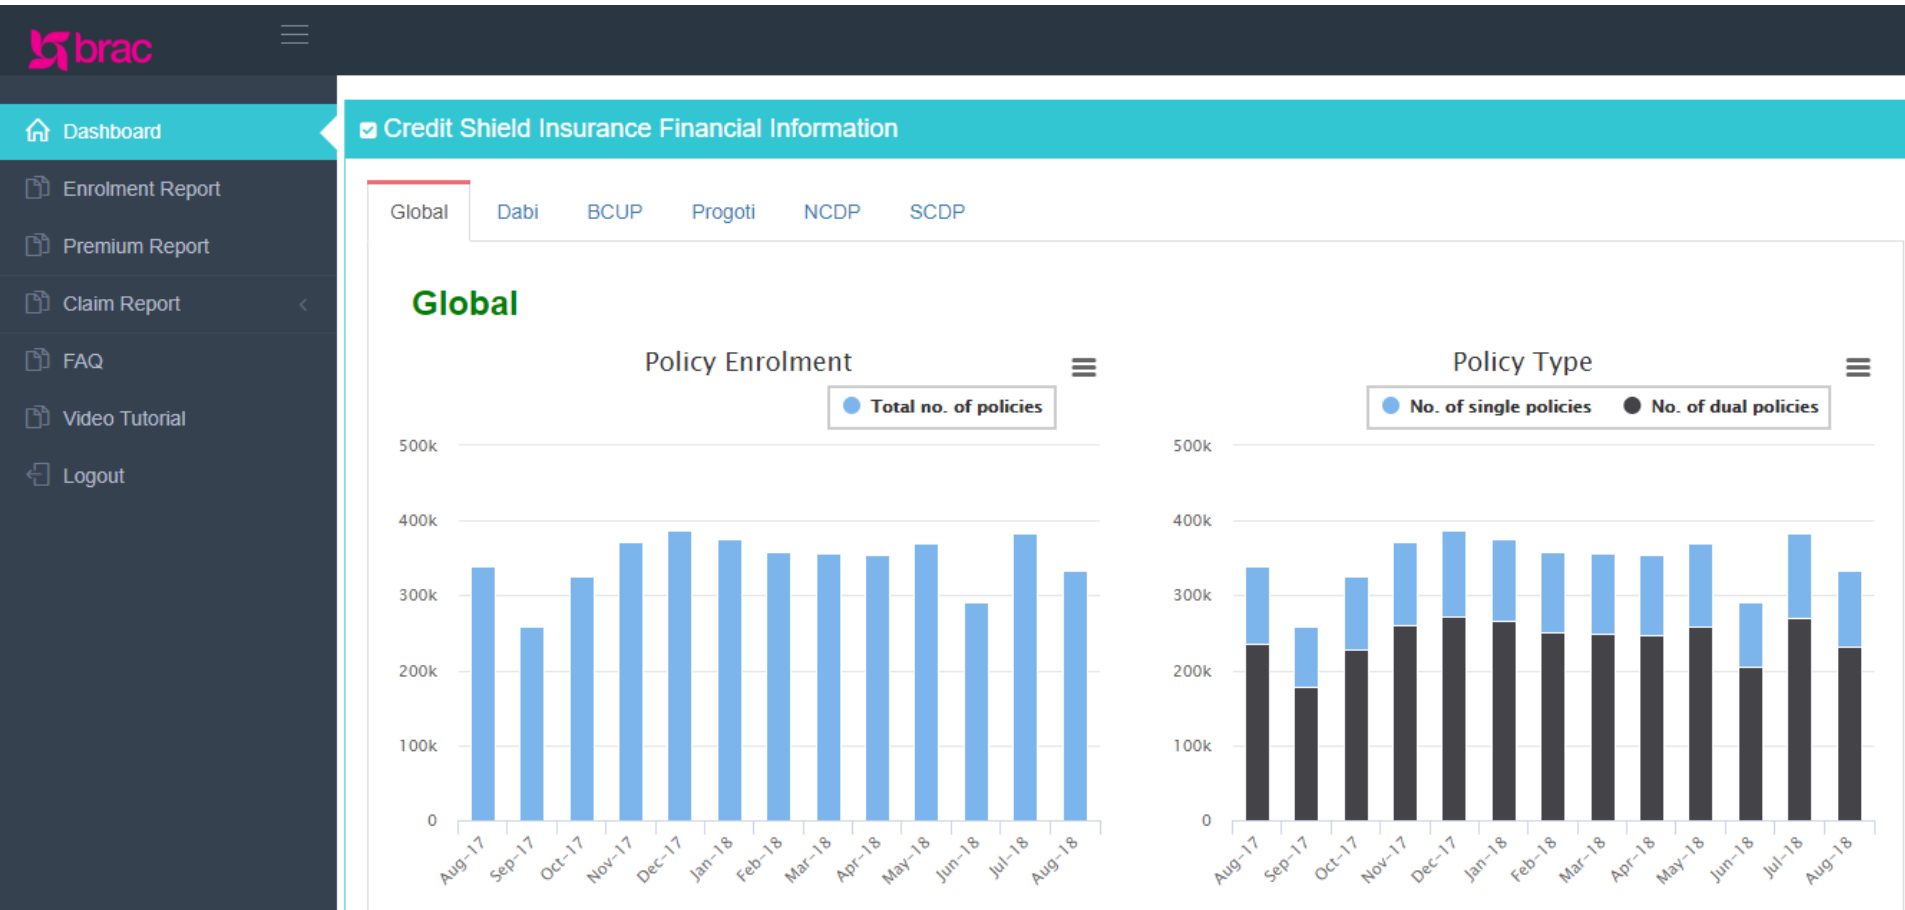 brac
Dashboard
Enrolment Report
Premium Report
Claim Report
FAQ
Video Tutorial
Logout
Credit Shield Insurance Financial Information
Global Dabi BCUP Progoti NCDP SCDP
Global
Policy Enrolment
Total no. of policies
500k
400k
300k
200k
100k
0
Aug-17 Sep-17 Oct-17 Nov-17 Dec-17 Jan-18 Feb-18 Mar-18 Apr-18 May-18 Jun-18 Jul-18 Aug-18
Policy Type
No. of single policies No. of dual policies
500k
400k
300k
200k
100k
0
Aug-17 Sep-17 Oct-17 Nov-17 Dec-17 Jan-18 Feb-18 Mar-18 Apr-18 May-18 Jun-18 Jul-18 Aug-18